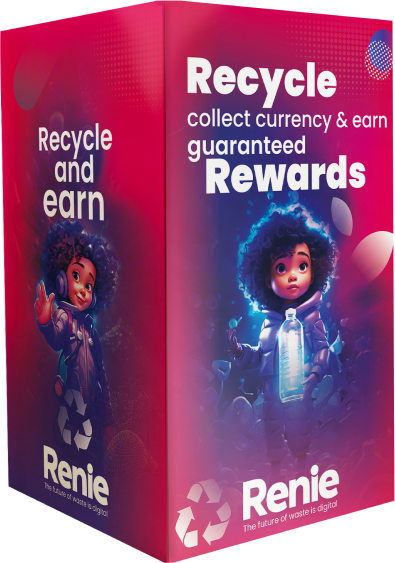 Recycle
and
earn
Renie
The future of waste is digital
Recycle
collect currency & earn
guaranteed
Rewards
Renie
The future of waste is digital